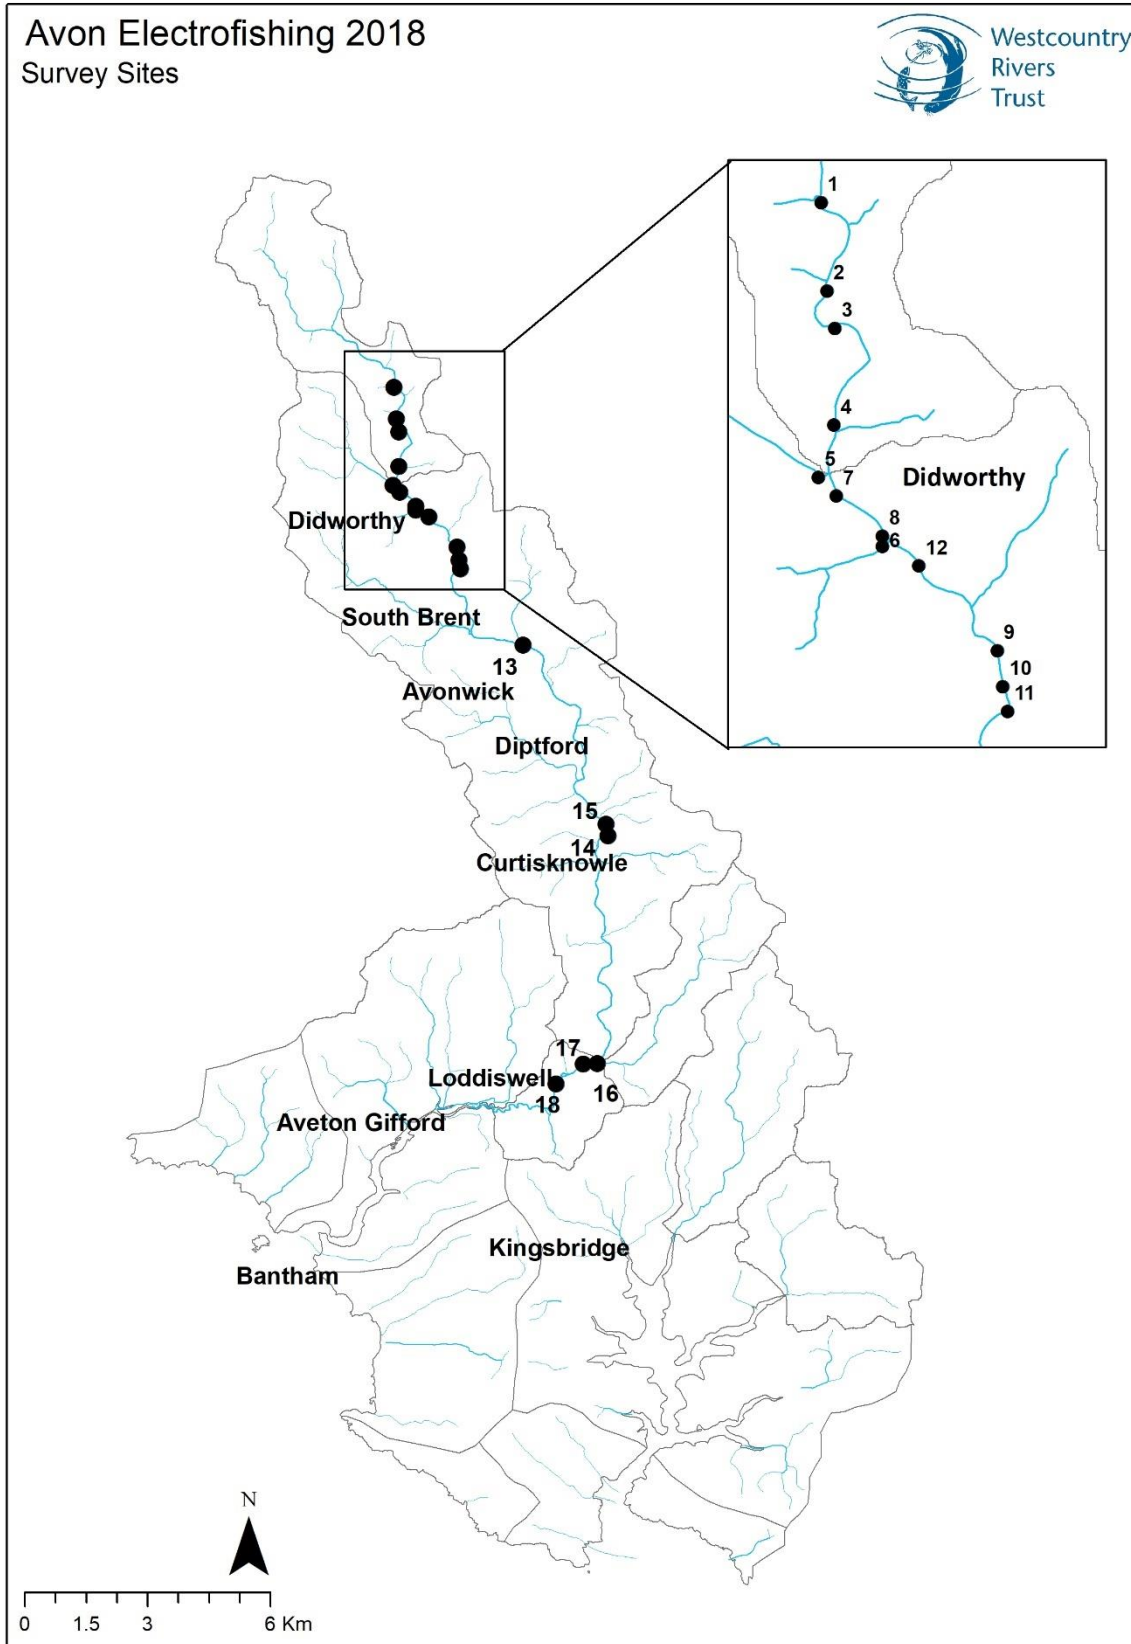 Avon Electrofishing 2018
Survey Sites
Westcountry
Rivers
Trust
1
2
3
4
5
7
Didworthy
8
6
12
9
10
11
Didworthy
South Brent
13
Avonwick
Diptford
15
14
Curtisknowle
17
Loddiswell
16
18
Aveton Gifford
Kingsbridge
Bantham
N
0 1.5 3 6 Km